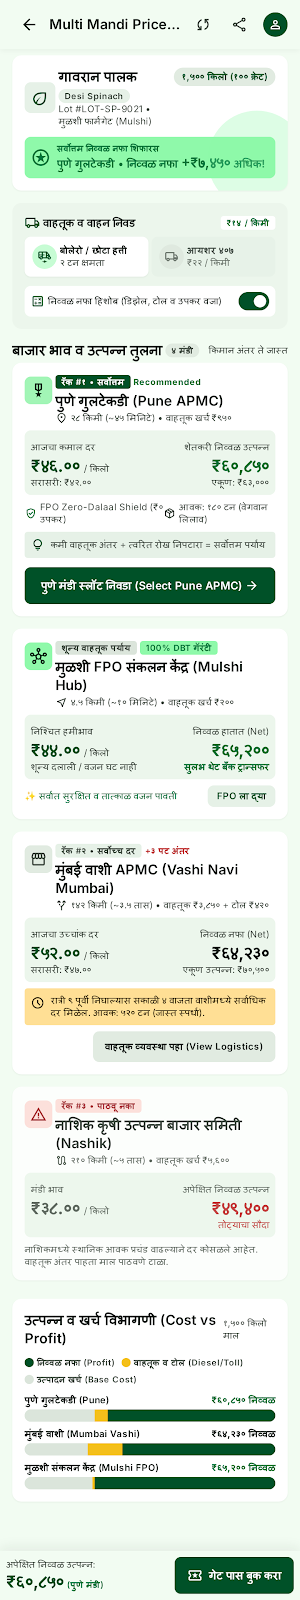 Multi Mandi Price...
गावरान पालक
१,५०० किलो (१०० क्रेट)
Desi Spinach
Lot #LOT-SP-9021 •
मुळशी फार्मगेट (Mulshi)
सर्वोत्तम निव्वळ नफा शिफारस
पुणे गुलटेकडी • निव्वळ नफा +₹७,४५० अधिक!
वाहतूक व वाहन निवड
₹१४ / किमी
बोलेरो / छोटा हत्ती
२ टन क्षमता
आयशर ४०७
₹२२ / किमी
निव्वळ नफा हिशोब (डिझेल, टोल व उपकर वजा)
बाजार भाव व उत्पन्न तुलना
४ मंडी
किमान अंतर ते जास्त
रँक #१ • सर्वोत्तम
Recommended
पुणे गुलटेकडी (Pune APMC)
२८ किमी (~४५ मिनिटे) • वाहतूक खर्च ₹९५०
आजचा कमाल दर
₹४६.०० / किलो
सरासरी: ₹४२.००
शेतकरी निव्वळ उत्पन्न
₹६०,८५०
एकूण: ₹६३,०००
FPO Zero-Dalaal Shield (₹०
उपकर)
आवक: १८० टन (वेगवान
लिलाव)
कमी वाहतूक अंतर + त्वरित रोख निपटारा = सर्वोत्तम पर्याय
पुणे मंडी स्लॉट निवडा (Select Pune APMC) →
शून्य वाहतूक पर्याय
100% DBT गॅरंटी
मुळशी FPO संकलन केंद्र (Mulshi
Hub)
४.५ किमी (~१० मिनिटे) • वाहतूक खर्च ₹२००
निश्चित हमीभाव
₹४४.०० / किलो
शून्य दलाली / वजन घट नाही
निव्वळ हातात (Net)
₹६५,२००
सुलभ थेट बँक ट्रान्सफर
✨ सर्वात सुरक्षित व तात्काळ वजन पावती
FPO ला द्या
रँक #२ • सर्वोच्च दर
+३ पट अंतर
मुंबई वाशी APMC (Vashi Navi
Mumbai)
१४२ किमी (~३.५ तास) • वाहतूक ₹३,८५० + टोल ₹४२०
आजचा उच्चांक दर
₹५२.०० / किलो
सरासरी: ₹४७.००
निव्वळ नफा (Net)
₹६४,२३०
एकूण उत्पन्न: ₹७०,५००
रात्री ९ पूर्वी निघाल्यास सकाळी ४ वाजता वाशीमध्ये सर्वाधिक
दर मिळेल. आवक: ५२० टन (जास्त स्पर्धा).
वाहतूक व्यवस्था पहा (View Logistics)
रँक #३ • पाठवू नका
नाशिक कृषी उत्पन्न बाजार समिती
(Nashik)
२१० किमी (~५ तास) • वाहतूक खर्च ₹५,६००
मंडी भाव
₹३८.०० / किलो
अपेक्षित निव्वळ उत्पन्न
₹४९,४००
तोट्याचा सौदा
नाशिकमध्ये स्थानिक आवक प्रचंड वाढल्याने दर कोसळले आहेत.
वाहतूक अंतर पाहता माल पाठवणे टाळा.
उत्पन्न व खर्च विभागणी (Cost vs
Profit)
१,५०० किलो
माल
निव्वळ नफा (Profit)
वाहतूक व टोल (Diesel/Toll)
उत्पादन खर्च (Base Cost)
पुणे गुलटेकडी (Pune)
₹६०,८५० निव्वळ
मुंबई वाशी (Mumbai Vashi)
₹६४,२३० निव्वळ
मुळशी संकलन केंद्र (Mulshi FPO)
₹६५,२०० निव्वळ
अपेक्षित निव्वळ उत्पन्न:
₹६०,८५० (पुणे मंडी)
गेट पास बुक करा